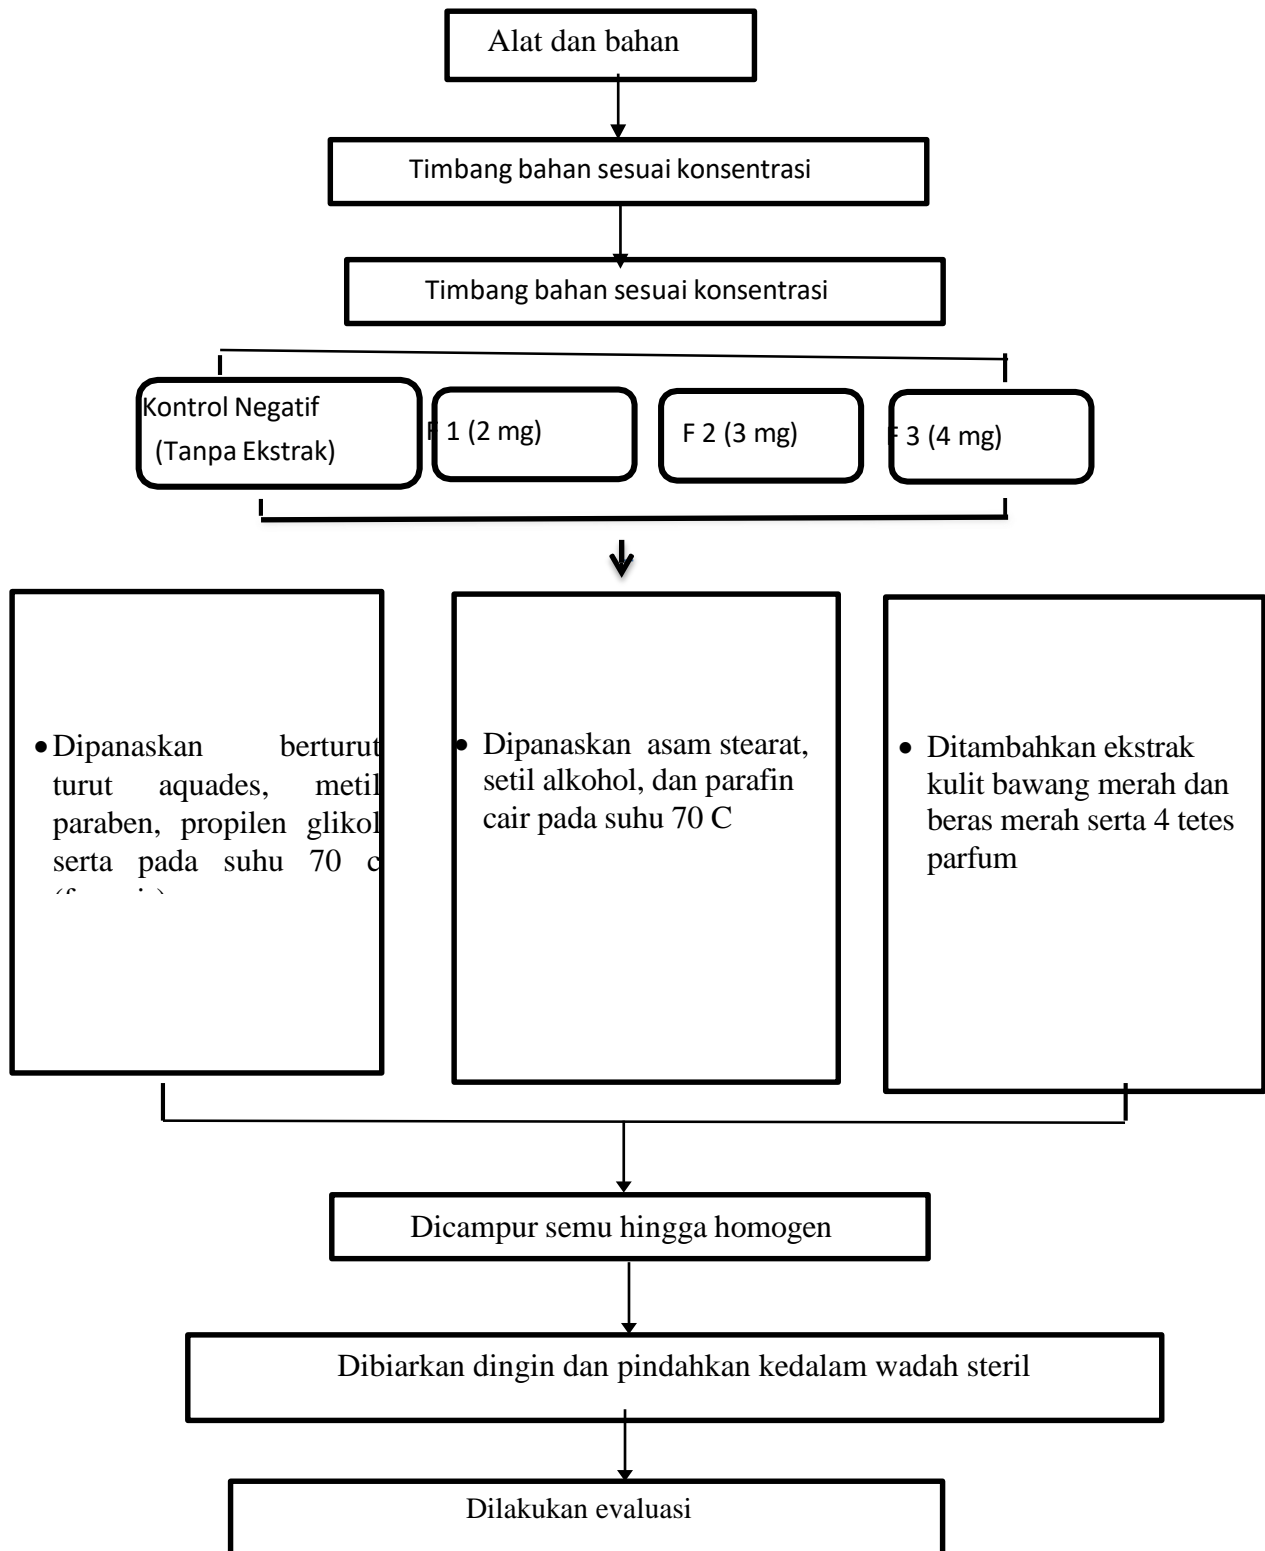 Alat dan bahan
Timbang bahan sesuai konsentrasi
Timbang bahan sesuai konsentrasi
Kontrol Negatif
(Tanpa Ekstrak)
F 1 (2 mg)
F 2 (3 mg)
F 3 (4 mg)
• Dipanaskan berturut
turut aquades, metil
paraben, propilen glikol
serta pada suhu 70 c
• Dipanaskan asam stearat,
setil alkohol, dan parafin
cair pada suhu 70 C
• Ditambahkan ekstrak
kulit bawang merah dan
beras merah serta 4 tetes
parfum
Dicampur semu hingga homogen
Dibiarkan dingin dan pindahkan kedalam wadah steril
Dilakukan evaluasi